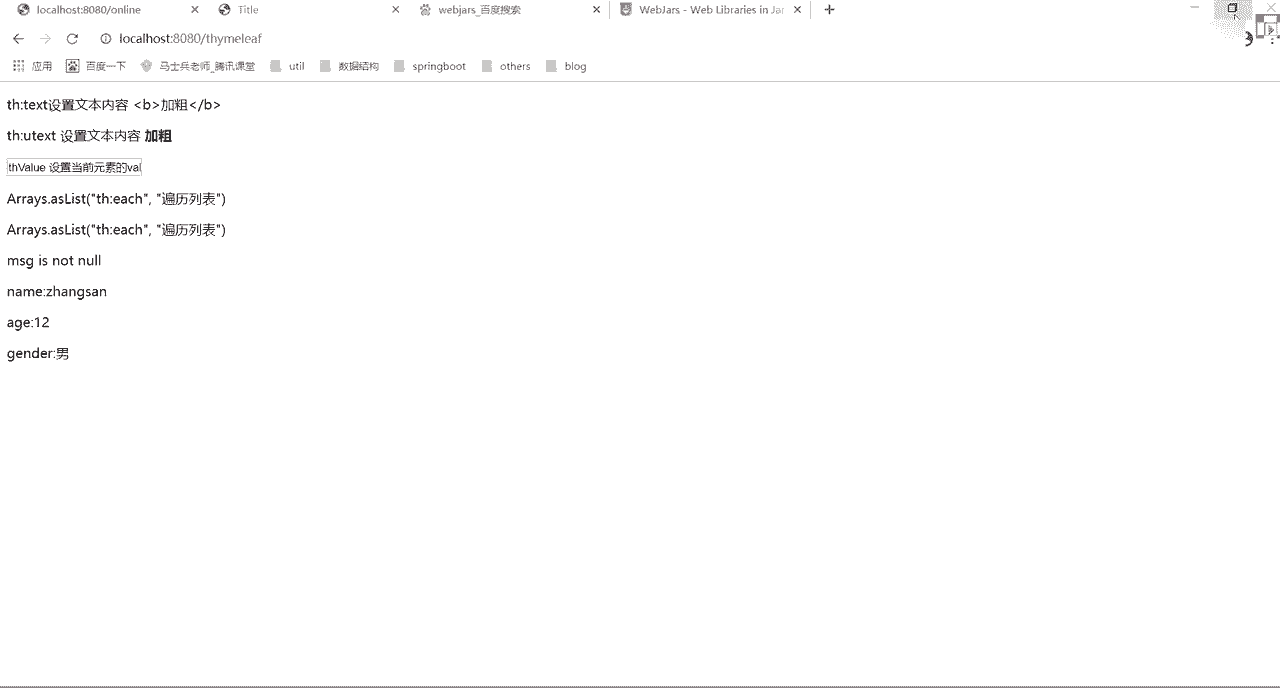 localhost:8080/online
Title
webjars_百度搜索
WebJars - Web Libraries in Jar
localhost:8080/thymeleaf
应用
百度一下
马士兵老师_腾讯课堂
util
数据结构
springboot
others
blog
th:text设置文本内容 <b>加粗</b>
th:utext 设置文本内容 加粗
thValue 设置当前元素的val
Arrays.asList("th:each", "遍历列表")
Arrays.asList("th:each", "遍历列表")
msg is not null
name:zhangsan
age:12
gender:男